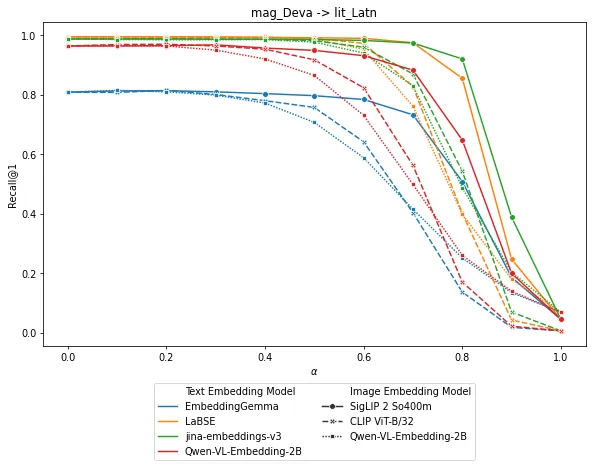 mag_Deva -> lit_Latn
Recall@1
1.0
0.8
0.6
0.4
0.2
0.0
0.0 0.2 0.4 0.6 0.8 1.0
α
Text Embedding Model
EmbeddingGemma
LaBSE
jina-embeddings-v3
Qwen-VL-Embedding-2B
Image Embedding Model
SigLIP 2 So400m
CLIP ViT-B/32
Qwen-VL-Embedding-2B